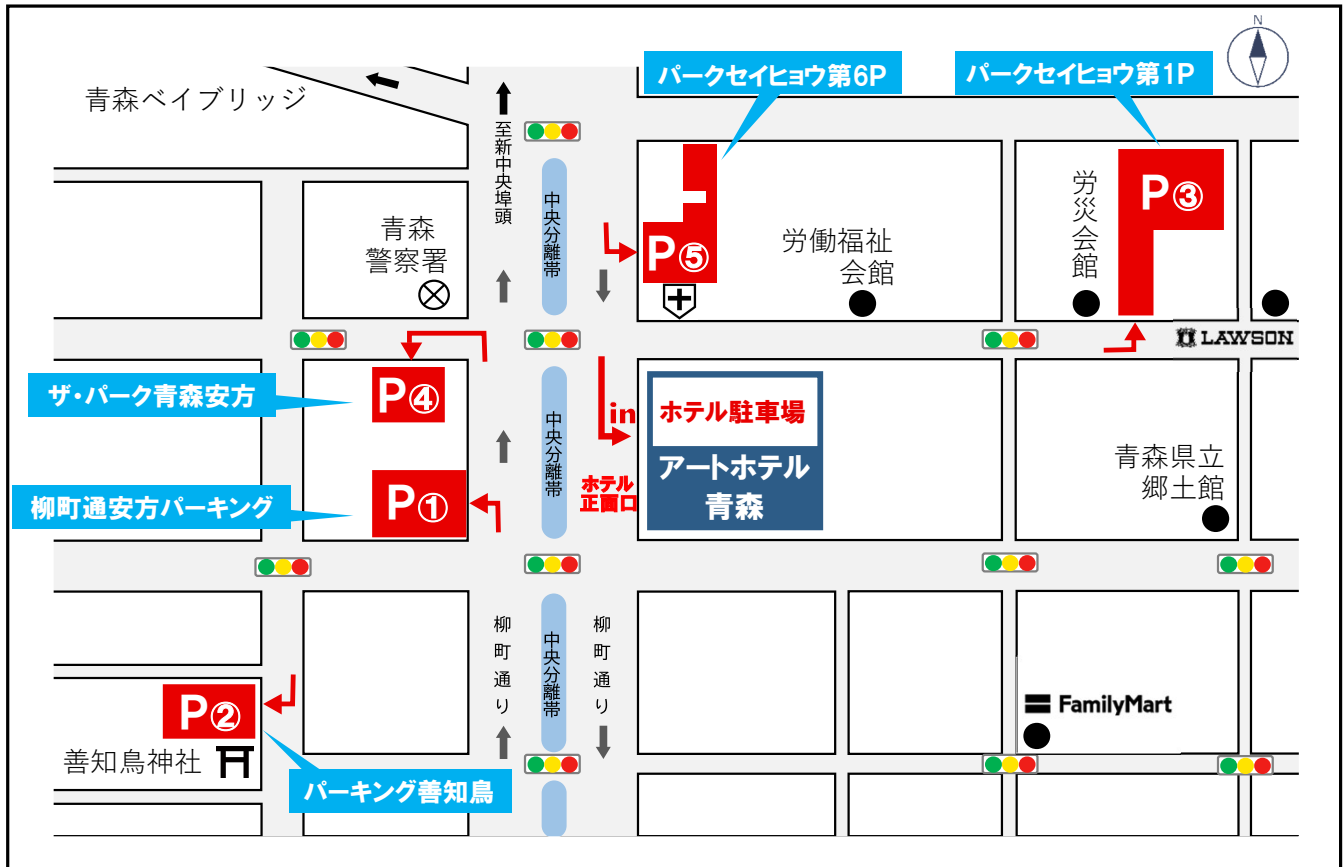 N
パークセイヒョウ第6P
パークセイヒョウ第1P
青森ベイブリッジ
至新中央埠頭
中央分離帯
青森
警察署
P⑤
労働福祉
会館
労災会館
P③
LAWSON
ザ・パーク青森安方
P④
in
ホテル駐車場
アートホテル
青森
ホテル
正面口
中央分離帯
柳町通安方パーキング
P①
青森県立
郷土館
柳町通り
中央分離帯
柳町通り
P②
善知鳥神社
パーキング善知鳥
FamilyMart